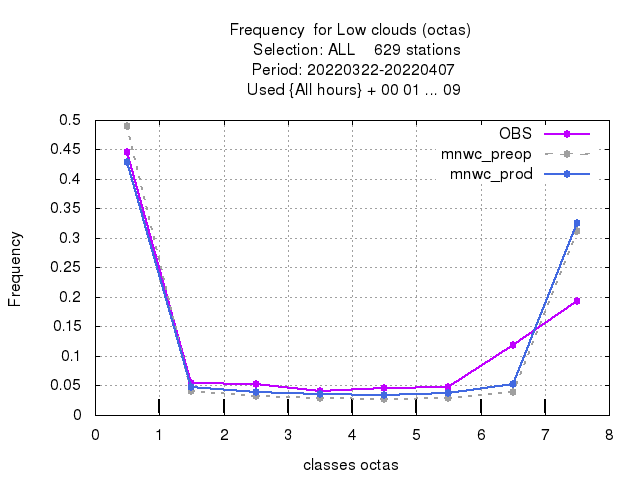 Frequency  for Low clouds (octas)
Selection: ALL    629 stations
Period: 20220322-20220407
Used {All hours} + 00 01 ... 09
OBS
mnwc_preop
mnwc_prod
0.5
0.45
0.4
0.35
0.3
0.25
0.2
0.15
0.1
0.05
0
Frequency
0 1 2 3 4 5 6 7 8
classes octas